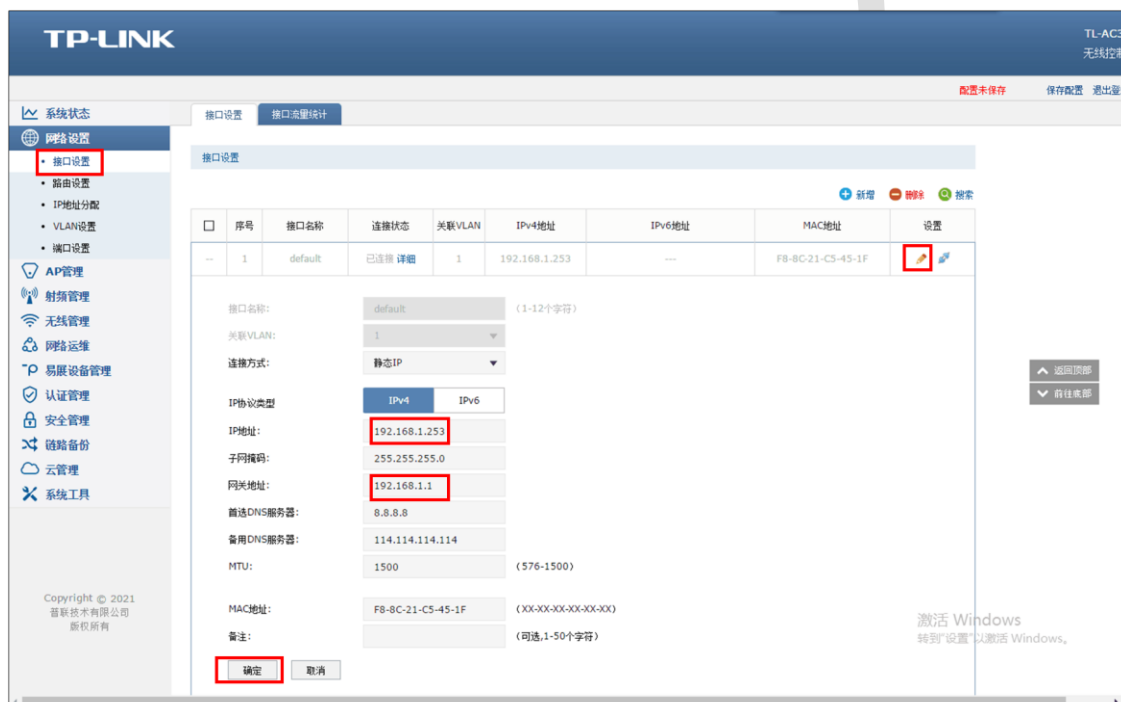 TP-LINK
TL-AC3
无线控制
配置未保存 保存配置 退出登
系统状态
网络设置
· 接口设置
· 路由设置
· IP地址分配
· VLAN设置
· 端口设置
AP管理
射频管理
无线管理
网络运维
易展设备管理
认证管理
安全管理
链路备份
云管理
系统工具
Copyright © 2021
普联技术有限公司
版权所有
接口设置 接口流量统计
接口设置
新增 删除 搜索
序号 接口名称 连接状态 关联VLAN IPv4地址 IPv6地址 MAC地址 设置
-- 1 default 已连接 详细 1 192.168.1.253 --- F8-8C-21-C5-45-1F
接口名称: default (1-12个字符)
关联VLAN: 1
连接方式: 静态IP
IP协议类型 IPv4 IPv6
IP地址: 192.168.1.253
子网掩码: 255.255.255.0
网关地址: 192.168.1.1
首选DNS服务器: 8.8.8.8
备用DNS服务器: 114.114.114.114
MTU: 1500 (576-1500)
MAC地址: F8-8C-21-C5-45-1F (XX-XX-XX-XX-XX-XX)
备注: (可选,1-50个字符)
确定 取消
返回顶部
前往底部
激活 Windows
转到"设置"以激活 Windows。